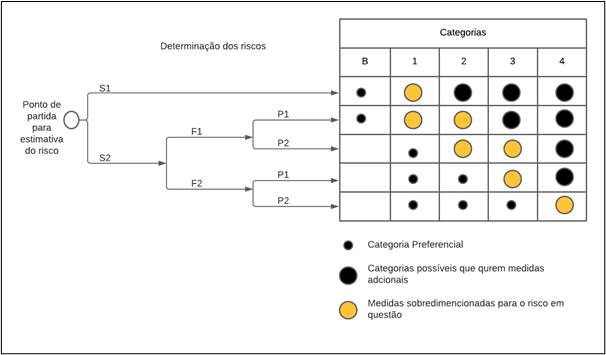 Determinação dos riscos
Categorias
B 1 2 3 4
Ponto de
partida
para
estimativa
do risco
S1
S2
F1
F2
P1
P2
P1
P2
Categoria Preferencial
Categorias possíveis que qurem medidas
adcionais
Medidas sobredimencionadas para o risco em
questão